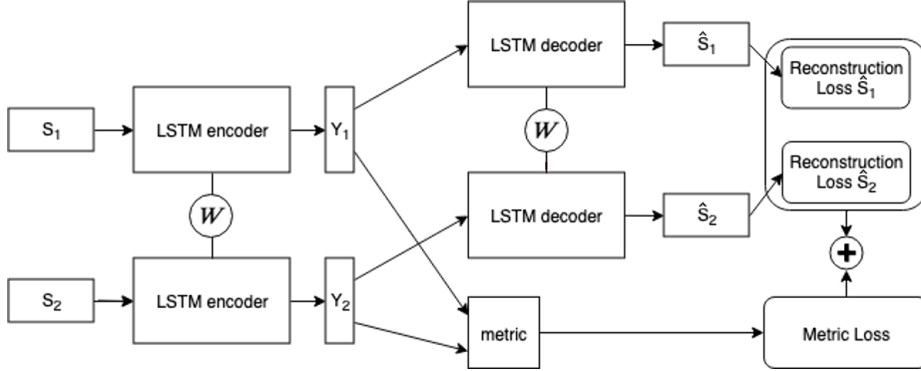 LSTM decoder
Ŝ1
Reconstruction
Loss Ŝ1
S1
LSTM encoder
Y1
W
Reconstruction
Loss Ŝ2
W
LSTM decoder
Ŝ2
+
S2
LSTM encoder
Y2
metric
Metric Loss